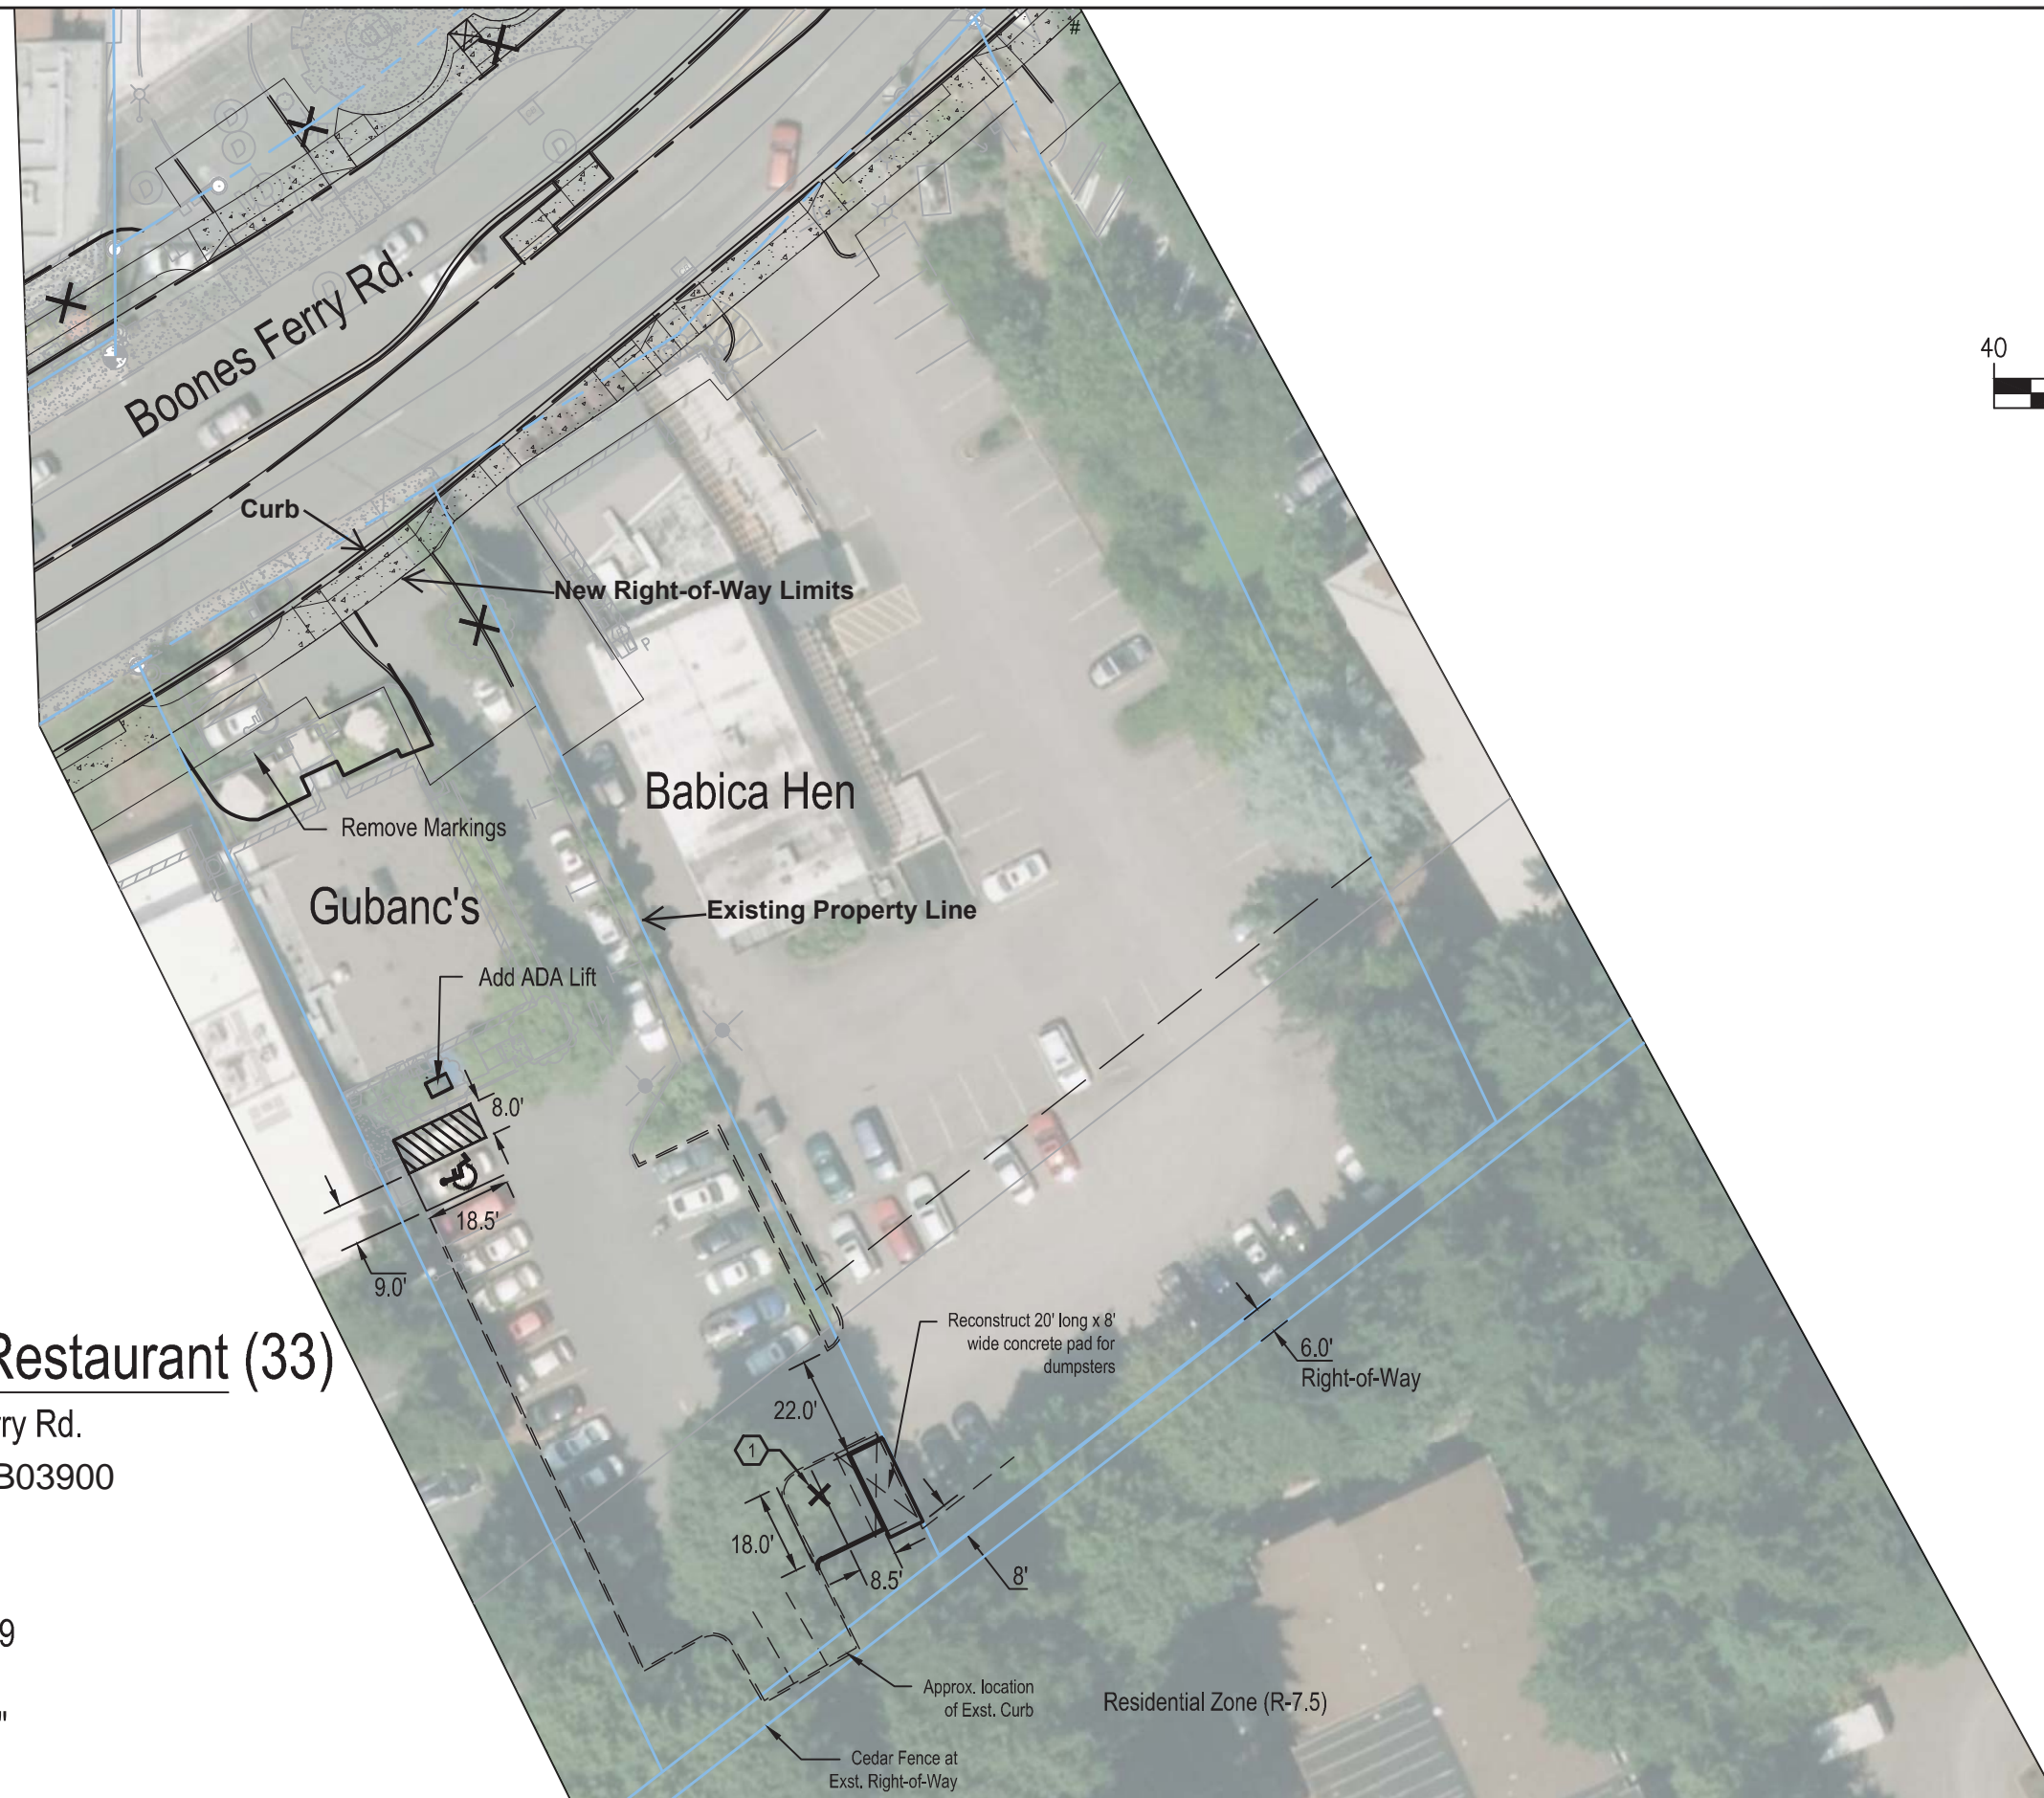 #
40
Boones Ferry Rd.
Curb
New Right-of-Way Limits
P
Babica Hen
Remove Markings
Gubanc's
Existing Property Line
Add ADA Lift
8.0'
18.5'
9.0'
Reconstruct 20' long x 8'
wide concrete pad for
dumpsters
6.0'
Right-of-Way
Restaurant (33)
rry Rd.
B03900
22.0'
1
18.0'
8.5'
8'
9
"
Approx. location
of Exst. Curb
Residential Zone (R-7.5)
Cedar Fence at
Exst. Right-of-Way
D
D
D
D
D